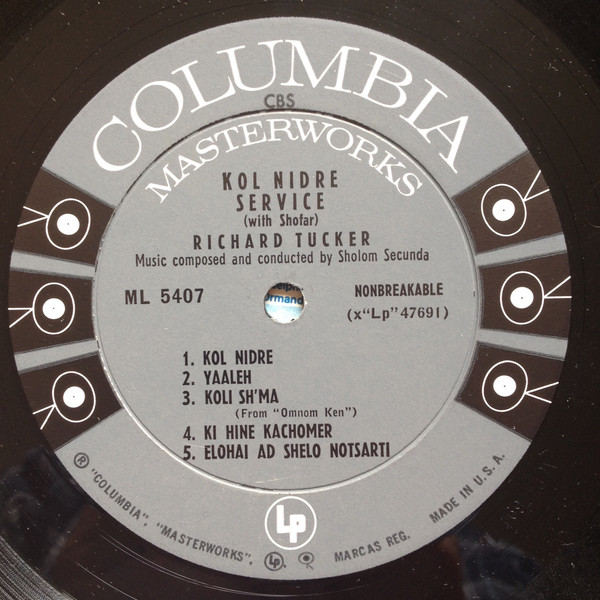 COLUMBIA
CBS
MASTERWORKS
KOL NIDRE
SERVICE
(with Shofar)
RICHARD TUCKER
Music composed and conducted by Sholom Secunda
ML 5407
NONBREAKABLE
(x"Lp"47691)
1. KOL NIDRE
2. YAALEH
3. KOLI SH'MA
(From "Omnom Ken")
4. KI HINE KACHOMER
5. ELOHAI AD SHELO NOTSARTI
Lp
® "COLUMBIA", "MASTERWORKS", Lp, MARCAS REG. MADE IN U.S.A.